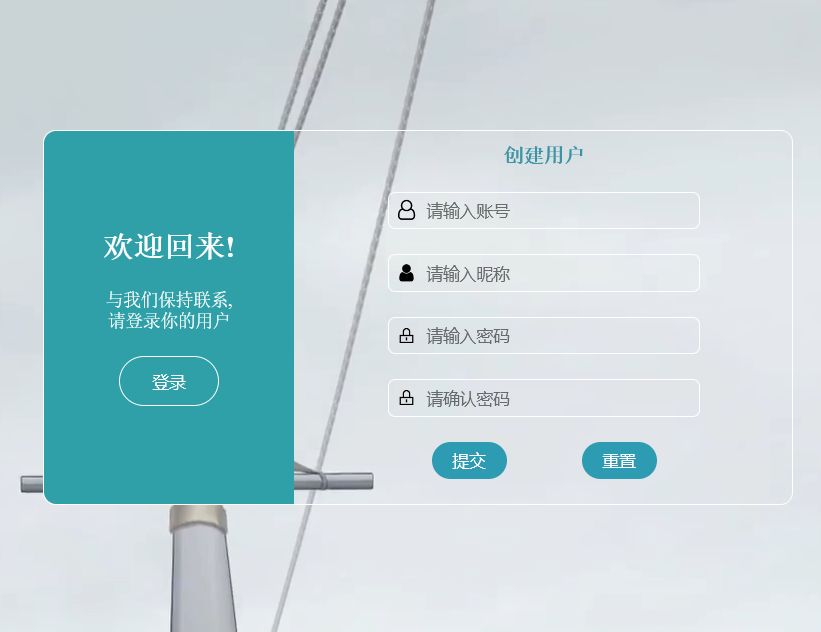 欢迎回来!
与我们保持联系,
请登录你的用户
登录
创建用户
请输入账号
请输入昵称
请输入密码
请确认密码
提交
重置